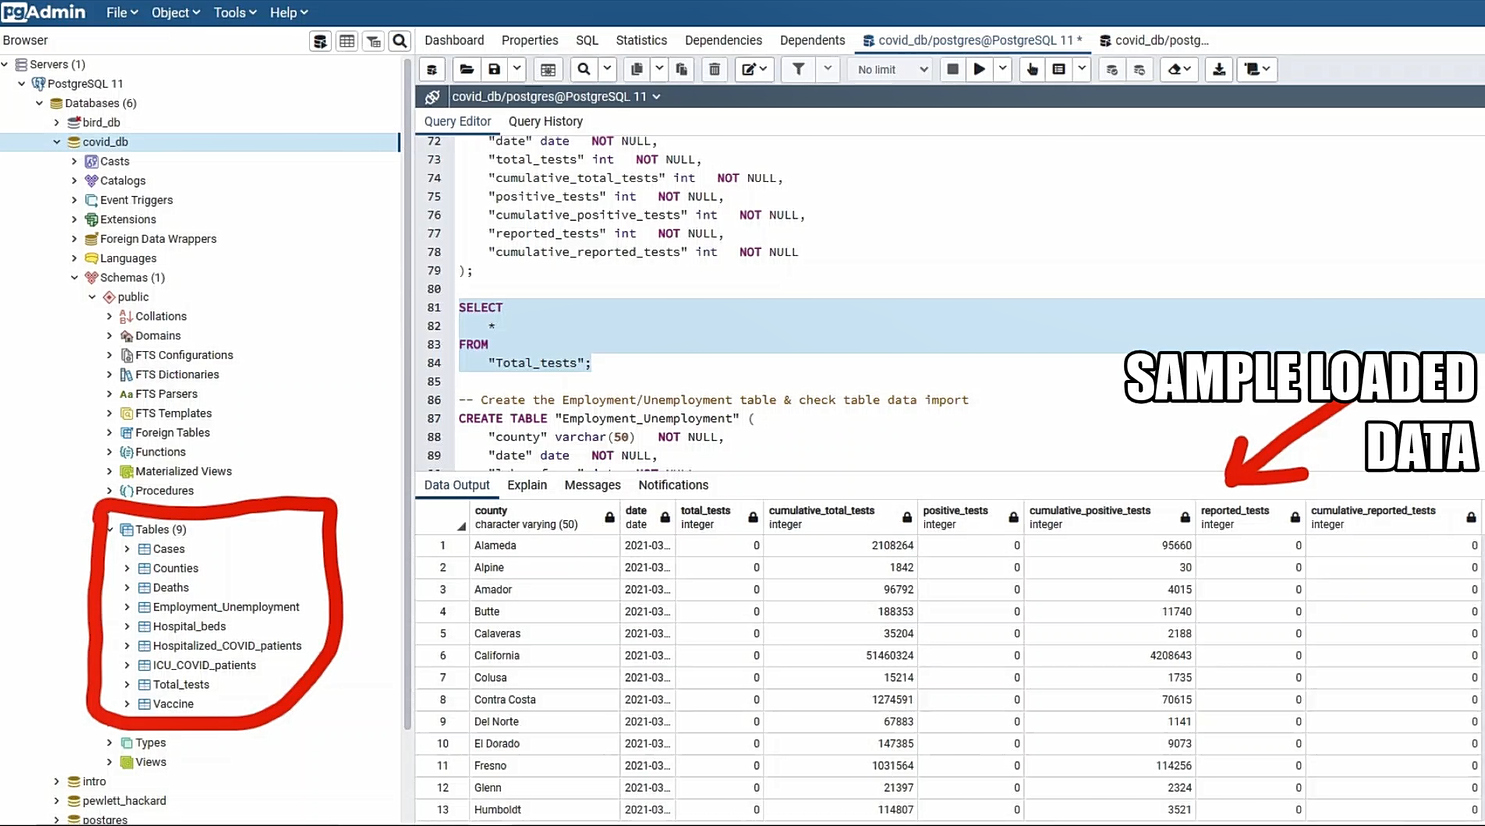 pgAdmin File Object Tools Help
Browser
Dashboard Properties SQL Statistics Dependencies Dependents covid_db/postgres@PostgreSQL 11 * covid_db/postg...
No limit
covid_db/postgres@PostgreSQL 11
Query Editor Query History
Servers (1)
PostgreSQL 11
Databases (6)
bird_db
covid_db
Casts
Catalogs
Event Triggers
Extensions
Foreign Data Wrappers
Languages
Schemas (1)
public
Collations
Domains
FTS Configurations
FTS Dictionaries
Aa FTS Parsers
FTS Templates
Foreign Tables
Functions
Materialized Views
Procedures
Tables (9)
Cases
Counties
Deaths
Employment_Unemployment
Hospital_beds
Hospitalized_COVID_patients
ICU_COVID_patients
Total_tests
Vaccine
Types
Views
intro
pewlett_hackard
postgres
72 "date" date NOT NULL,
73 "total_tests" int NOT NULL,
74 "cumulative_total_tests" int NOT NULL,
75 "positive_tests" int NOT NULL,
76 "cumulative_positive_tests" int NOT NULL,
77 "reported_tests" int NOT NULL,
78 "cumulative_reported_tests" int NOT NULL
79 );
80
81 SELECT
82 *
83 FROM
84 "Total_tests";
85
86 -- Create the Employment/Unemployment table & check table data import
87 CREATE TABLE "Employment_Unemployment" (
88 "county" varchar(50) NOT NULL,
89 "date" date NOT NULL,
SAMPLE LOADED
DATA
Data Output Explain Messages Notifications
county date total_tests cumulative_total_tests positive_tests cumulative_positive_tests reported_tests cumulative_reported_tests
character varying (50) date integer integer integer integer integer integer
1 Alameda 2021-03... 0 2108264 0 95660 0 0
2 Alpine 2021-03... 0 1842 0 30 0 0
3 Amador 2021-03... 0 96792 0 4015 0 0
4 Butte 2021-03... 0 188353 0 11740 0 0
5 Calaveras 2021-03... 0 35204 0 2188 0 0
6 California 2021-03... 0 51460324 0 4208643 0 0
7 Colusa 2021-03... 0 15214 0 1735 0 0
8 Contra Costa 2021-03... 0 1274591 0 70615 0 0
9 Del Norte 2021-03... 0 67883 0 1141 0 0
10 El Dorado 2021-03... 0 147385 0 9073 0 0
11 Fresno 2021-03... 0 1031564 0 114256 0 0
12 Glenn 2021-03... 0 21397 0 2324 0 0
13 Humboldt 2021-03... 0 114807 0 3521 0 0